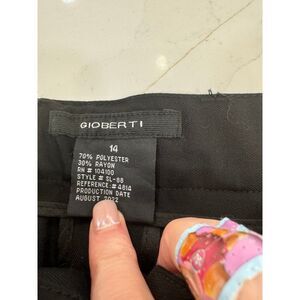 GIOBERTI
14
70% POLYESTER
30% RAYON
RN # 104100
STYLE # SL-88
REFERENCE # 4814
PRODUCTION DATE
AUGUST 2022